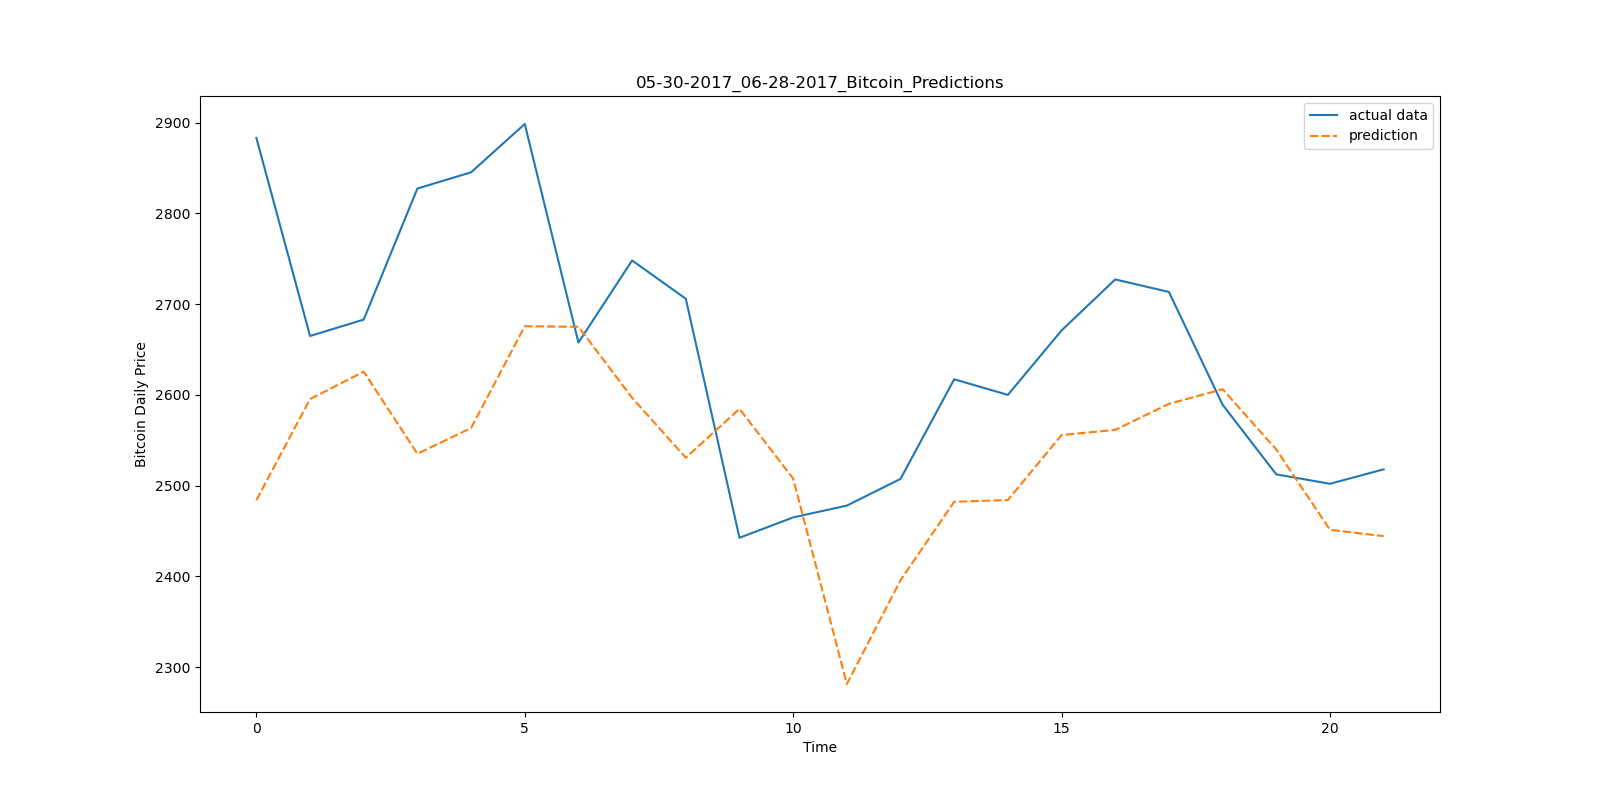 05-30-2017_06-28-2017_Bitcoin_Predictions
actual data
prediction
2900
2800
2700
2600
2500
2400
2300
Bitcoin Daily Price
0 5 10 15 20
Time